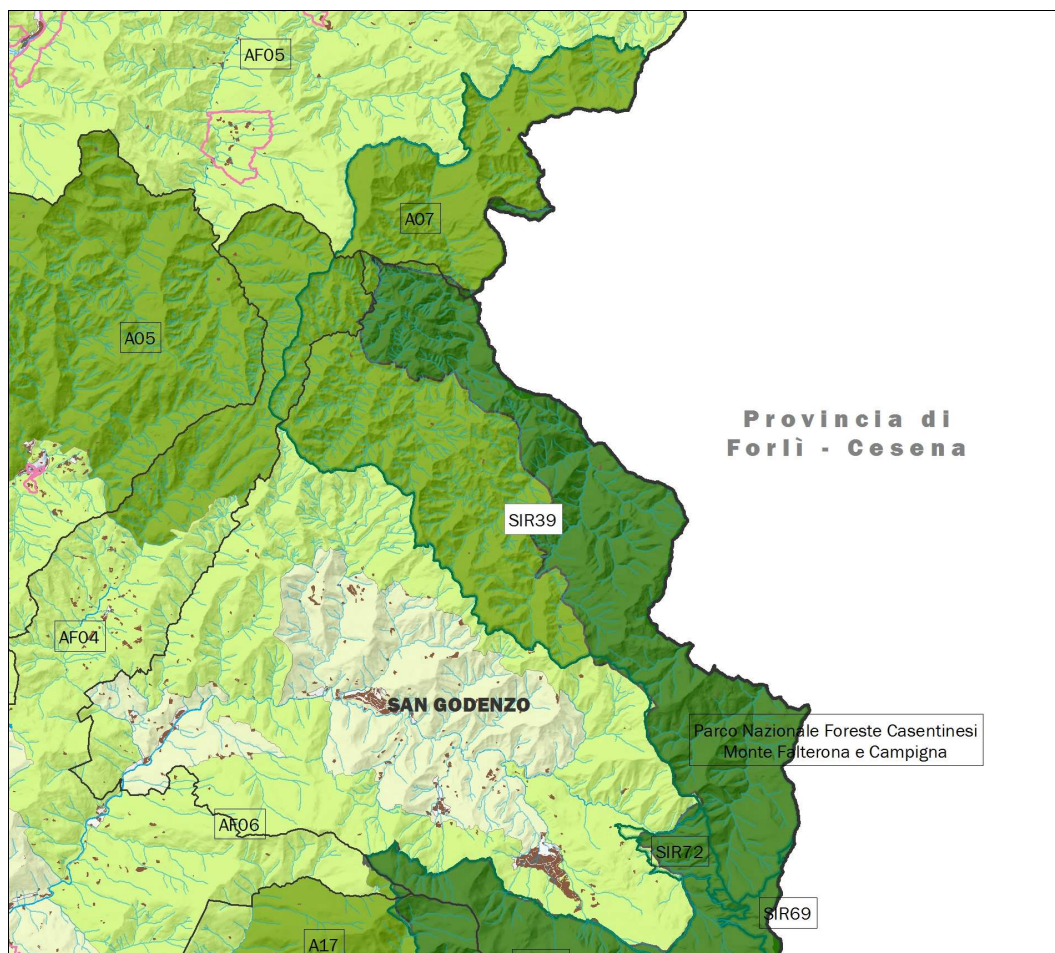 AF05
A07
A05
Provincia di
Forlì - Cesena
SIR39
AF04
SAN GODENZO
Parco Nazionale Foreste Casentinesi
Monte Falterona e Campigna
AF06
SIR72
SIR69
A17